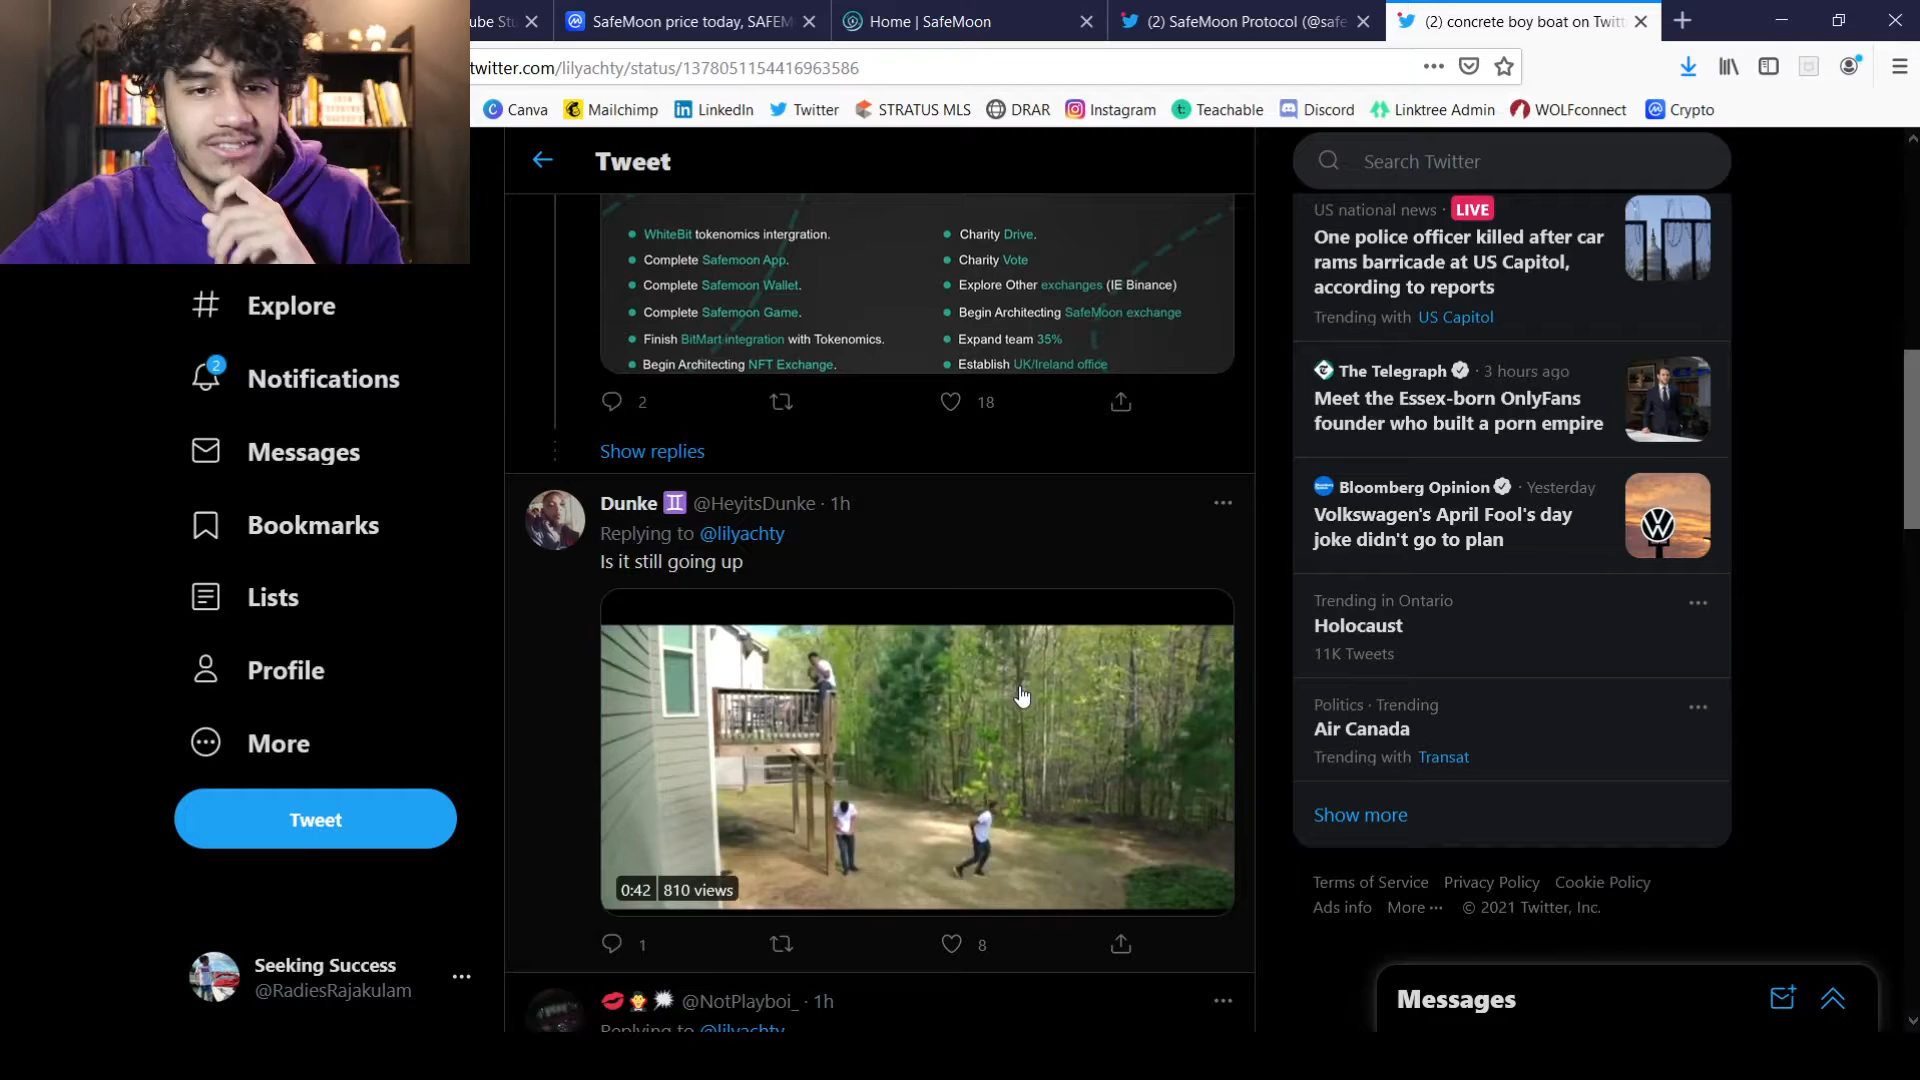 ube Stu
SafeMoon price today, SAFEM
Home | SafeMoon
(2) SafeMoon Protocol (@safe
(2) concrete boy boat on Twitt
twitter.com/lilyachty/status/1378051154416963586
Canva
Mailchimp
LinkedIn
Twitter
STRATUS MLS
DRAR
Instagram
Teachable
Discord
Linktree Admin
WOLFconnect
Crypto
Explore
2
Notifications
Messages
Bookmarks
Lists
Profile
More
Tweet
Seeking Success
@RadiesRajakulam
Tweet
WhiteBit tokenomics intergration.
Complete Safemoon App.
Complete Safemoon Wallet.
Complete Safemoon Game.
Finish BitMart integration with Tokenomics.
Begin Architecting NFT Exchange.
Charity Drive.
Charity Vote
Explore Other exchanges (IE Binance)
Begin Architecting SafeMoon exchange
Expand team 35%
Establish UK/Ireland office
2
18
Show replies
Dunke ♊ @HeyitsDunke · 1h
Replying to @lilyachty
Is it still going up
0:42
810 views
1
8
@NotPlayboi_ · 1h
Replying to @lilyachty
Search Twitter
US national news · LIVE
One police officer killed after car
rams barricade at US Capitol,
according to reports
Trending with US Capitol
The Telegraph · 3 hours ago
Meet the Essex-born OnlyFans
founder who built a porn empire
Bloomberg Opinion · Yesterday
Volkswagen's April Fool's day
joke didn't go to plan
Trending in Ontario
Holocaust
11K Tweets
Politics · Trending
Air Canada
Trending with Transat
Show more
Terms of Service Privacy Policy Cookie Policy
Ads info More ··· © 2021 Twitter, Inc.
Messages